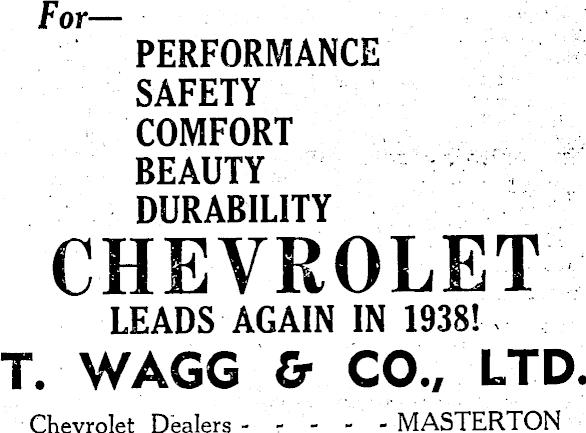 For—
PERFORMANCE
SAFETY
COMFORT
BEAUTY
DURABILITY
CHEVROLET
LEADS AGAIN IN 1938!
T. WAGG & CO., LTD.
Chevrolet Dealers - - - - - MASTERTON